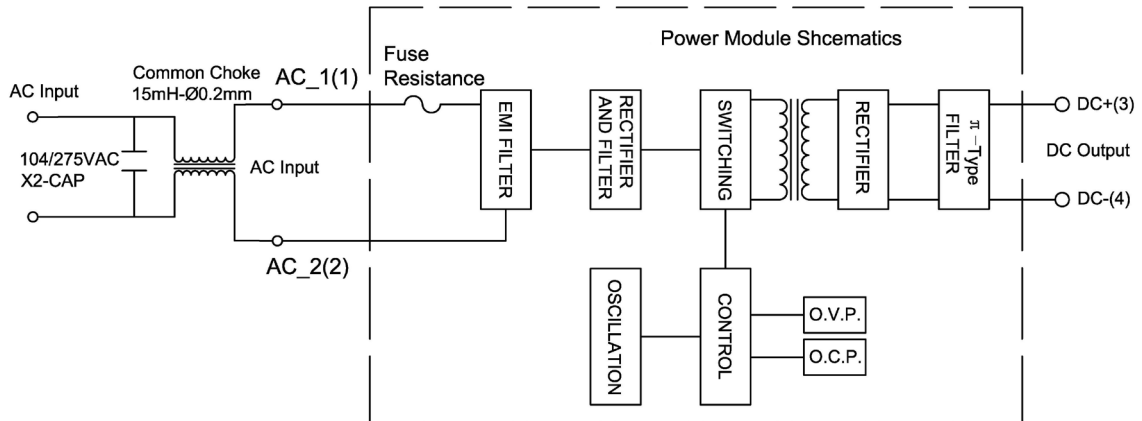 Power Module Shcematics
Fuse
Resistance
AC_1(1)
Common Choke
15mH-Ø0.2mm
AC Input
104/275VAC
X2-CAP
AC Input
AC_2(2)
EMI FILTER
RECTIFIER
AND FILTER
SWITCHING
RECTIFIER
π-Type
FILTER
DC+(3)
DC Output
DC-(4)
OSCILLATION
CONTROL
O.V.P.
O.C.P.